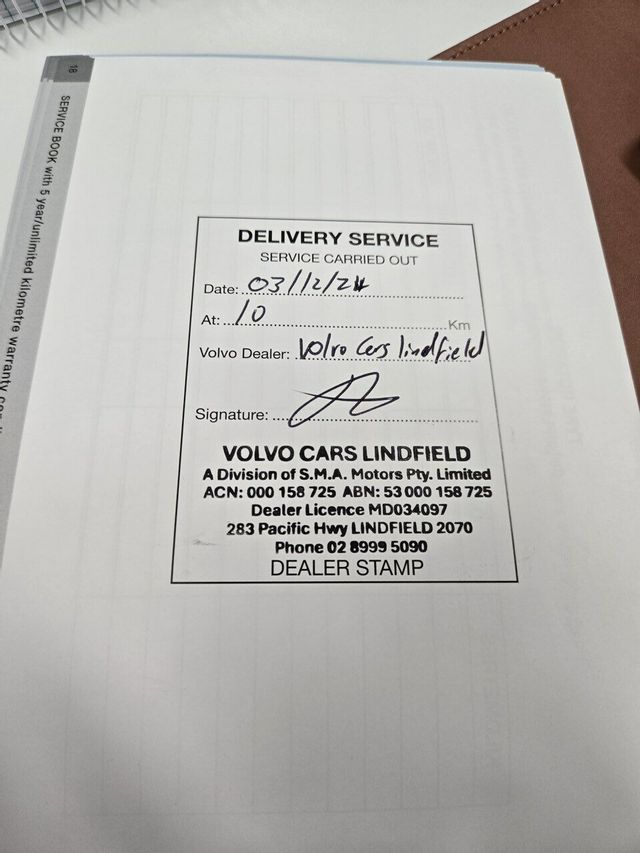 18
SERVICE BOOK with 5 year/unlimited kilometre warranty
DELIVERY SERVICE
SERVICE CARRIED OUT
Date: 03/12/24
At: 10 Km
Volvo Dealer: Volvo Cars lindfield
Signature:
VOLVO CARS LINDFIELD
A Division of S.M.A. Motors Pty. Limited
ACN: 000 158 725 ABN: 53 000 158 725
Dealer Licence MD034097
283 Pacific Hwy LINDFIELD 2070
Phone 02 8999 5090
DEALER STAMP